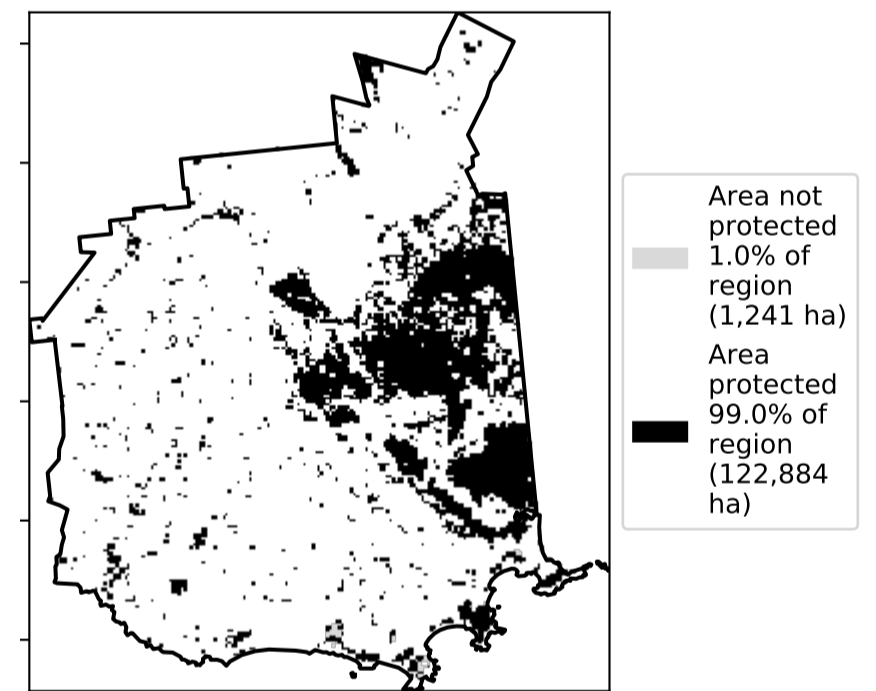 Area not
protected
1.0% of
region
(1,241 ha)
Area
protected
99.0% of
region
(122,884
ha)